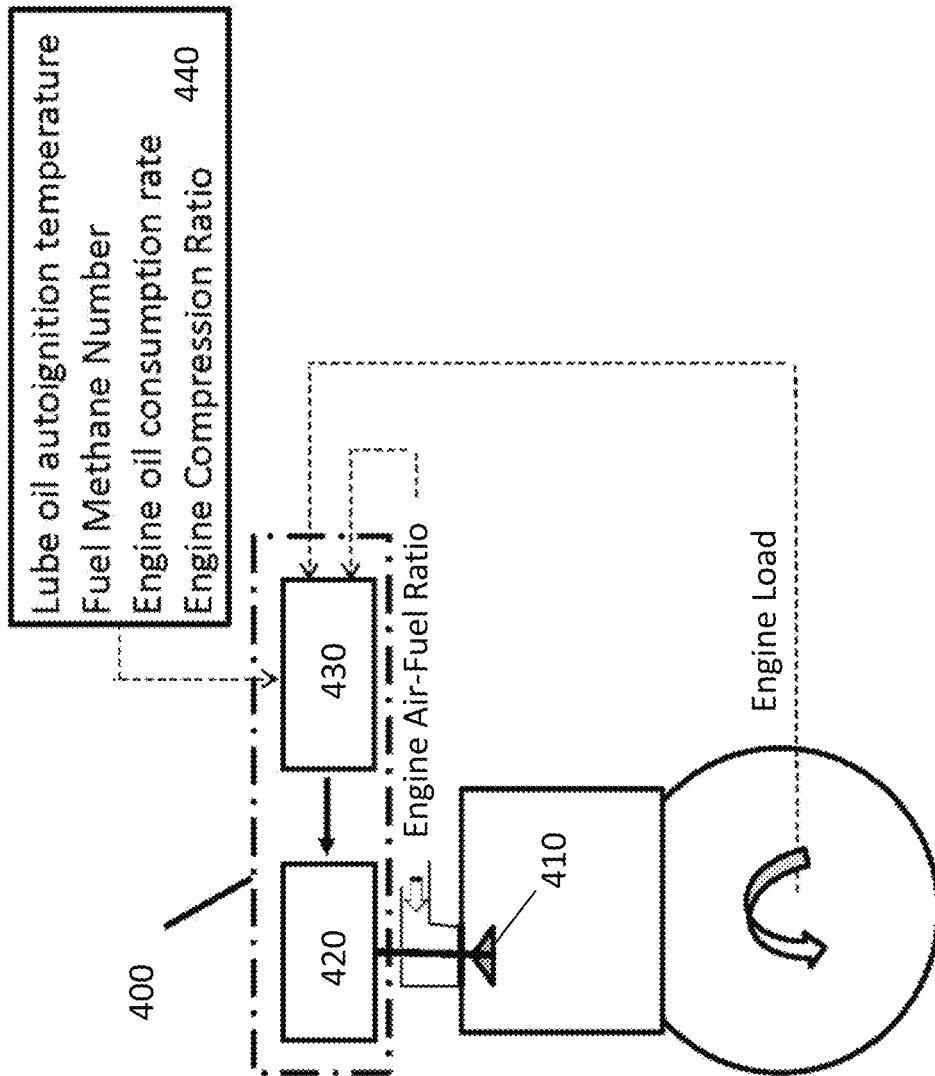 Lube oil autoignition temperature
Fuel Methane Number
Engine oil consumption rate
Engine Compression Ratio 440
400
420
430
Engine Air-Fuel Ratio
410
Engine Load